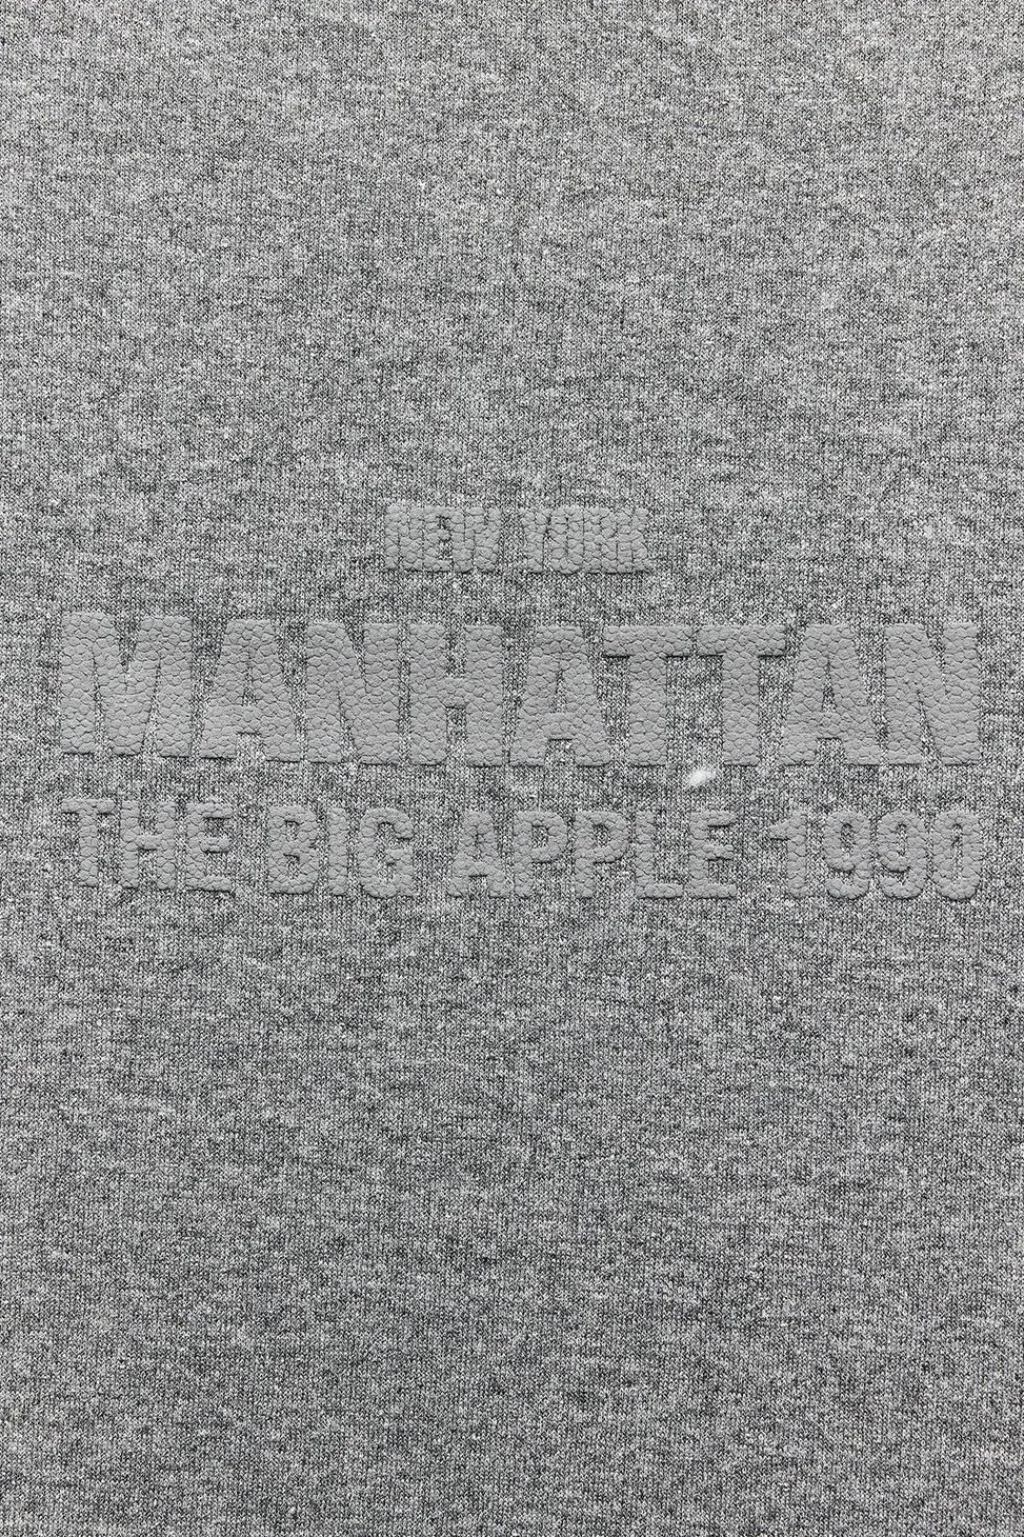 NEW YORK
MANHATTAN
THE BIG APPLE 1990